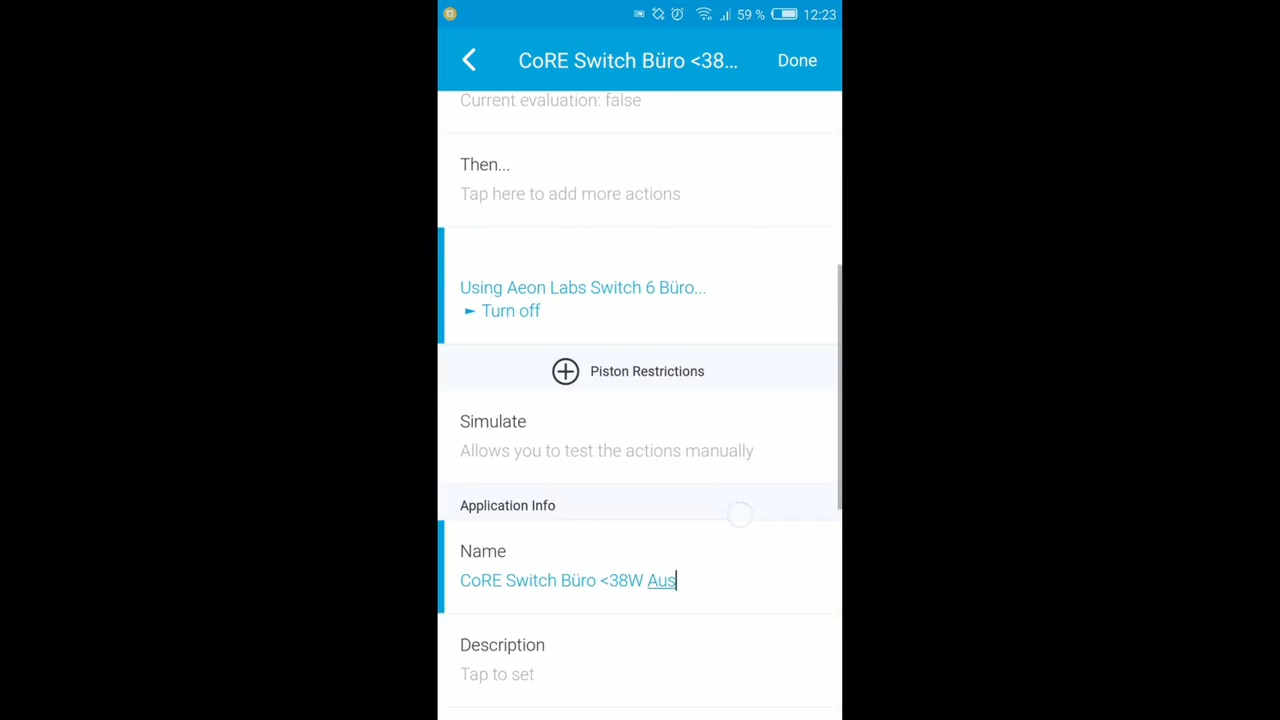 59 % 12:23
CoRE Switch Büro <38... Done
Current evaluation: false
Then...
Tap here to add more actions
Using Aeon Labs Switch 6 Büro...
► Turn off
Piston Restrictions
Simulate
Allows you to test the actions manually
Application Info
Name
CoRE Switch Büro <38W Aus
Description
Tap to set